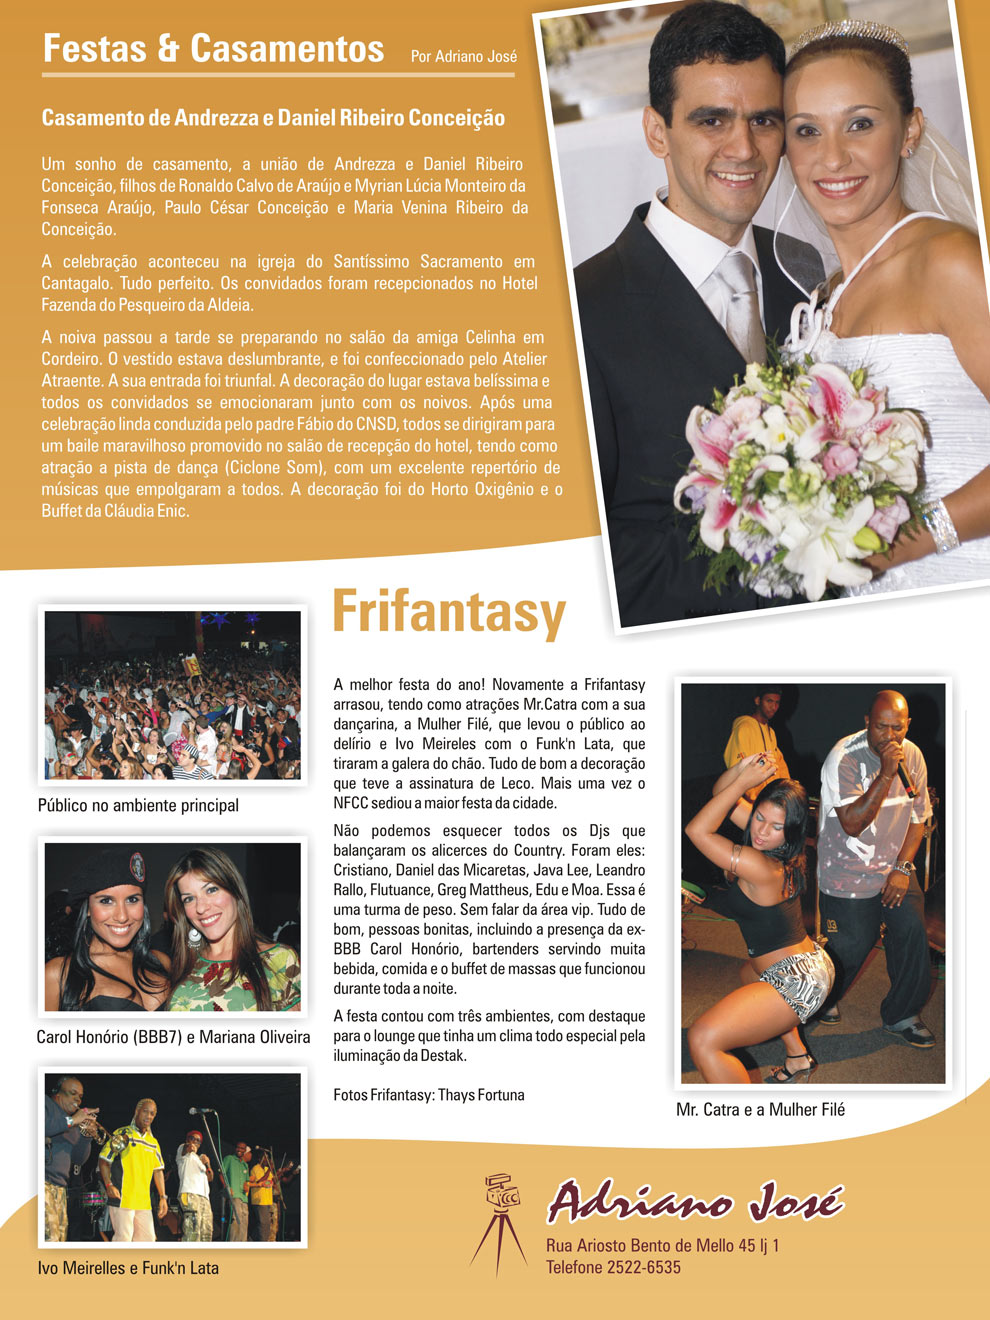 Festas & Casamentos
Por Adriano José
Casamento de Andrezza e Daniel Ribeiro Conceição
Um sonho de casamento, a união de Andrezza e Daniel Ribeiro
Conceição, filhos de Ronaldo Calvo de Araújo e Myrian Lúcia Monteiro da
Fonseca Araújo, Paulo César Conceição e Maria Venina Ribeiro da
Conceição.
A celebração aconteceu na igreja do Santíssimo Sacramento em
Cantagalo. Tudo perfeito. Os convidados foram recepcionados no Hotel
Fazenda do Pesqueiro da Aldeia.
A noiva passou a tarde se preparando no salão da amiga Celinha em
Cordeiro. O vestido estava deslumbrante, e foi confeccionado pelo Atelier
Atraente. A sua entrada foi triunfal. A decoração do lugar estava belíssima e
todos os convidados se emocionaram junto com os noivos. Após uma
celebração linda conduzida pelo padre Fábio do CNSD, todos se dirigiram para
um baile maravilhoso promovido no salão de recepção do hotel, tendo como
atração a pista de dança (Ciclone Som), com um excelente repertório de
músicas que empolgaram a todos. A decoração foi do Horto Oxigênio e o
Buffet da Cláudia Enic.
Frifantasy
A melhor festa do ano! Novamente a Frifantasy
arrasou, tendo como atrações Mr.Catra com a sua
dançarina, a Mulher Filé, que levou o público ao
delírio e Ivo Meireles com o Funk'n Lata, que
tiraram a galera do chão. Tudo de bom a decoração
que teve a assinatura de Leco. Mais uma vez o
NFCC sediou a maior festa da cidade.
Não podemos esquecer todos os Djs que
balançaram os alicerces do Country. Foram eles:
Cristiano, Daniel das Micaretas, Java Lee, Leandro
Rallo, Flutuance, Greg Mattheus, Edu e Moa. Essa é
uma turma de peso. Sem falar da área vip. Tudo de
bom, pessoas bonitas, incluindo a presença da ex-
BBB Carol Honório, bartenders servindo muita
bebida, comida e o buffet de massas que funcionou
durante toda a noite.
A festa contou com três ambientes, com destaque
para o lounge que tinha um clima todo especial pela
iluminação da Destak.
Fotos Frifantasy: Thays Fortuna
Público no ambiente principal
Carol Honório (BBB7) e Mariana Oliveira
Ivo Meirelles e Funk'n Lata
Mr. Catra e a Mulher Filé
Adriano José
Rua Ariosto Bento de Mello 45 lj 1
Telefone 2522-6535